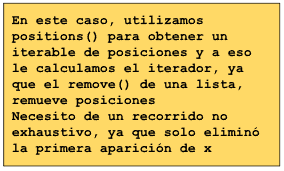 En este caso, utilizamos
positions() para obtener un
iterable de posiciones y a eso
le calculamos el iterador, ya
que el remove() de una lista,
remueve posiciones
Necesito de un recorrido no
exhaustivo, ya que solo eliminó
la primera aparición de x